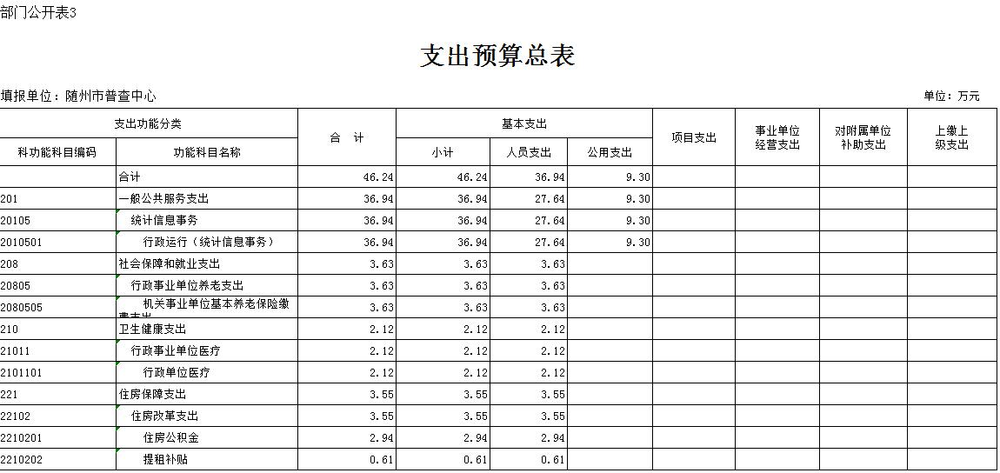 部门公开表3
支出预算总表
填报单位：随州市普查中心 单位：万元
支出功能分类 合 计 基本支出 项目支出 事业单位经营支出 对附属单位补助支出 上缴上级支出
科功能科目编码 功能科目名称 小计 人员支出 公用支出
合计 46.24 46.24 36.94 9.30
201 一般公共服务支出 36.94 36.94 27.64 9.30
20105 统计信息事务 36.94 36.94 27.64 9.30
2010501 行政运行（统计信息事务） 36.94 36.94 27.64 9.30
208 社会保障和就业支出 3.63 3.63 3.63
20805 行政事业单位养老支出 3.63 3.63 3.63
2080505 机关事业单位基本养老保险缴费支出 3.63 3.63 3.63
210 卫生健康支出 2.12 2.12 2.12
21011 行政事业单位医疗 2.12 2.12 2.12
2101101 行政单位医疗 2.12 2.12 2.12
221 住房保障支出 3.55 3.55 3.55
22102 住房改革支出 3.55 3.55 3.55
2210201 住房公积金 2.94 2.94 2.94
2210202 提租补贴 0.61 0.61 0.61